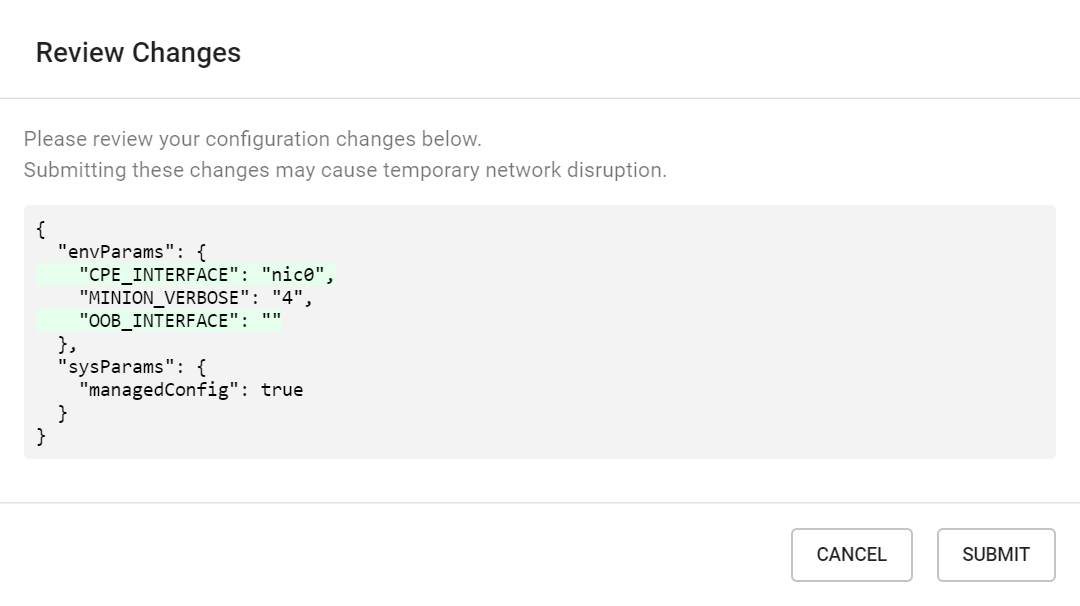 Review Changes
Please review your configuration changes below.
Submitting these changes may cause temporary network disruption.
{
  "envParams": {
    "CPE_INTERFACE": "nic0",
    "MINION_VERBOSE": "4",
    "OOB_INTERFACE": ""
  },
  "sysParams": {
    "managedConfig": true
  }
}
CANCEL
SUBMIT